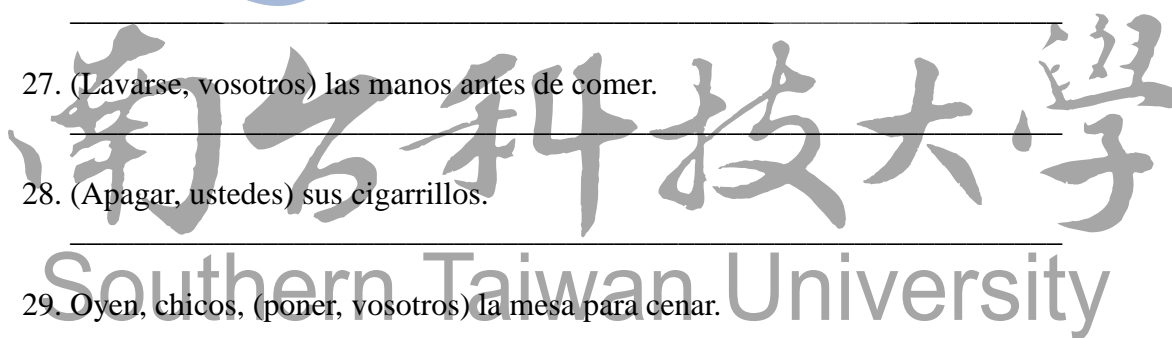 27. (Lavarse, vosotros) las manos antes de comer.
28. (Apagar, ustedes) sus cigarrillos.
29. Oyen, chicos, (poner, vosotros) la mesa para cenar.
南台科技大學
Southern Taiwan University